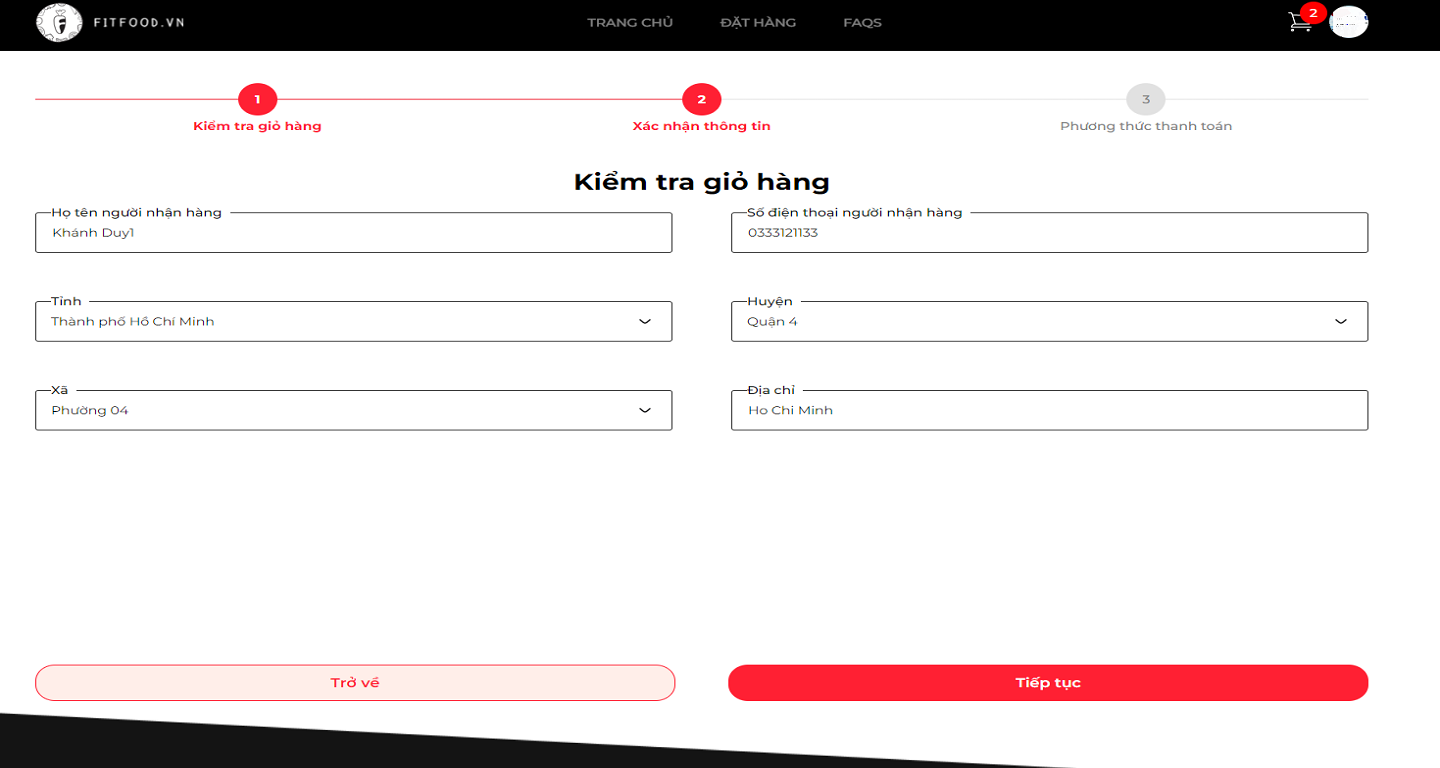 FITFOOD.VN
TRANG CHỦ ĐẶT HÀNG FAQS
2
1 2 3
Kiểm tra giỏ hàng Xác nhận thông tin Phương thức thanh toán
Kiểm tra giỏ hàng
Họ tên người nhận hàng
Khánh Duy1
Số điện thoại người nhận hàng
0333121133
Tỉnh
Thành phố Hồ Chí Minh
Huyện
Quận 4
Xã
Phường 04
Địa chỉ
Ho Chi Minh
Trở về
Tiếp tục